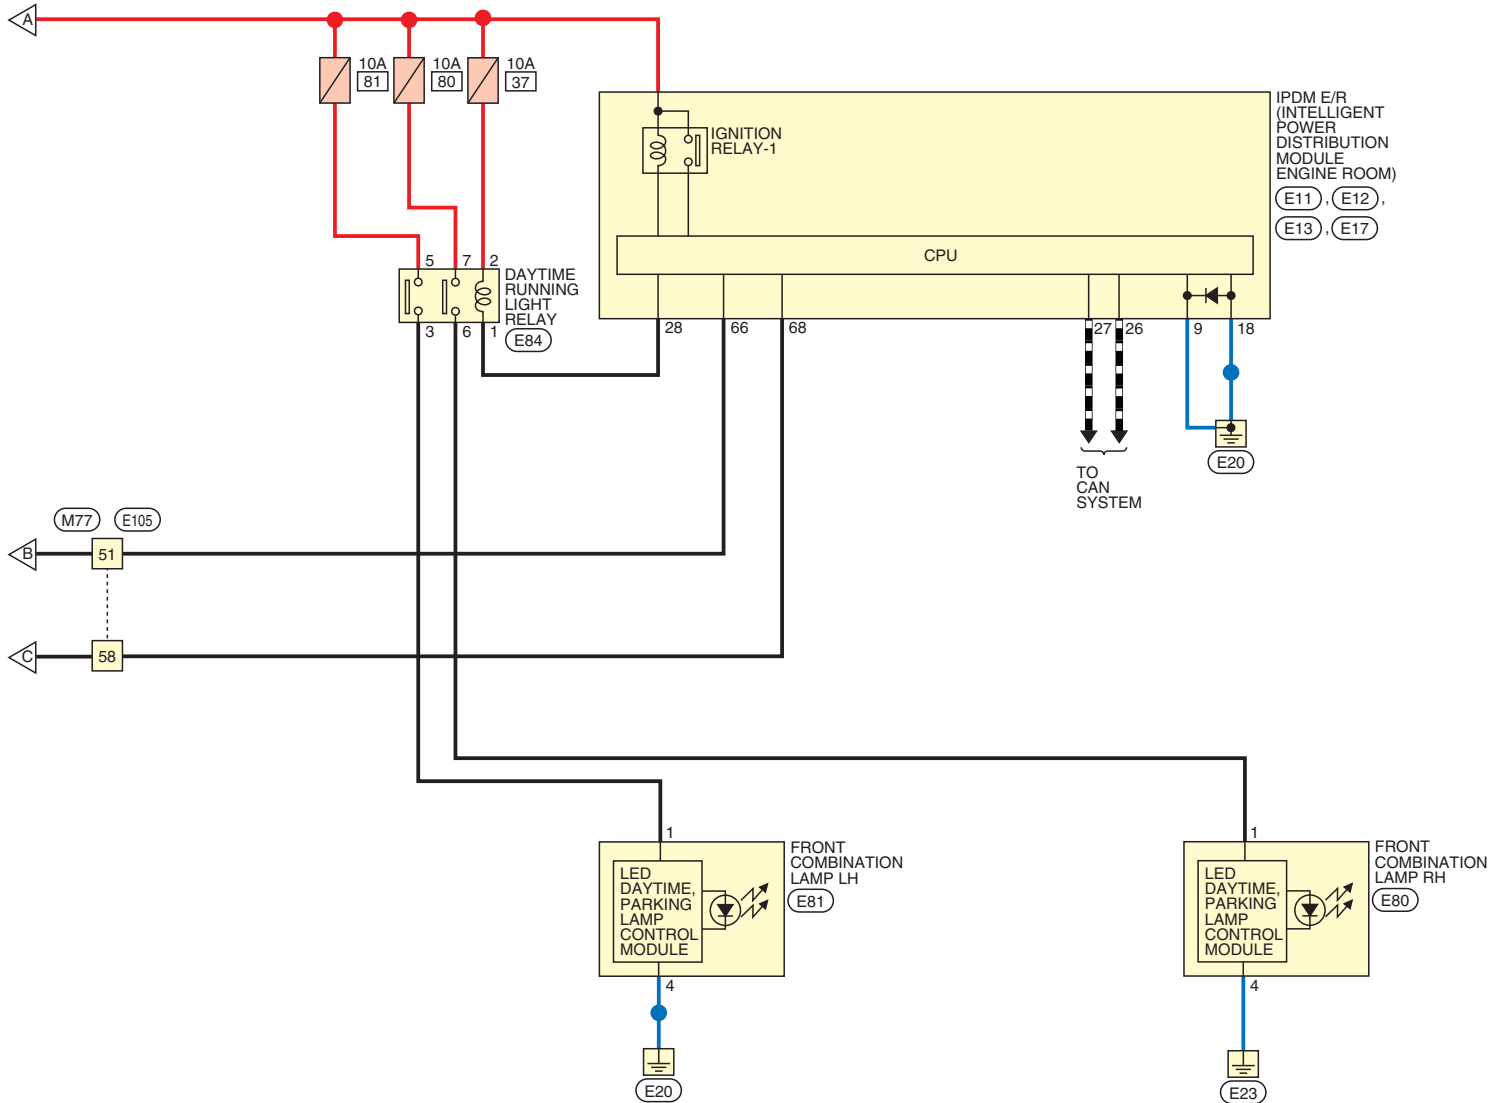 A
10A
81
10A
80
10A
37
IPDM E/R
(INTELLIGENT
POWER
DISTRIBUTION
MODULE
ENGINE ROOM)
E11 , E12 ,
E13 , E17
IGNITION
RELAY-1
CPU
5 7 2
DAYTIME
RUNNING
LIGHT
RELAY
E84
3 6 1
28 66 68 27 26 9 18
E20
TO
CAN
SYSTEM
M77 E105
B 51
C 58
1
FRONT
COMBINATION
LAMP LH
E81
LED
DAYTIME,
PARKING
LAMP
CONTROL
MODULE
4
E20
1
FRONT
COMBINATION
LAMP RH
E80
LED
DAYTIME,
PARKING
LAMP
CONTROL
MODULE
4
E23